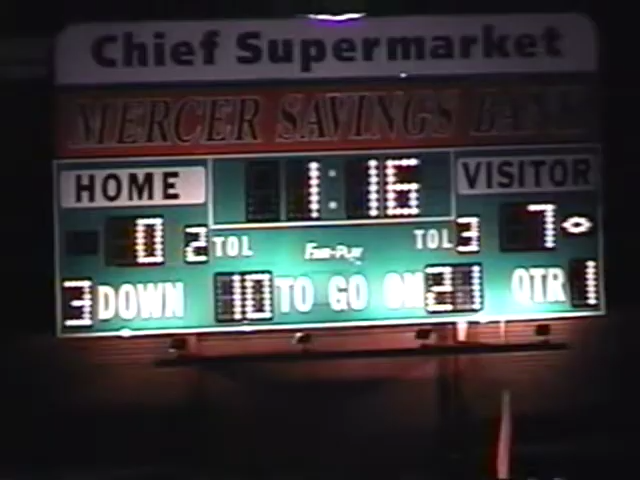 Chief Supermarket
MERCER SAVINGS BANK
HOME 1:16 VISITOR
0 2 TOL FAIR-PLAY TOL 3 7
3 DOWN 10 TO GO ON 21 QTR 1